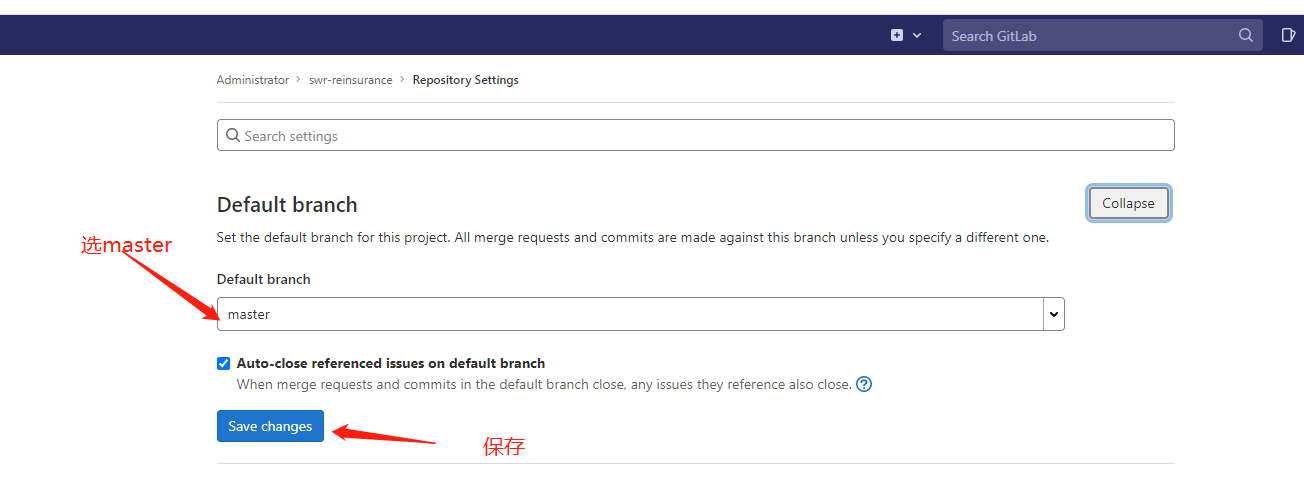 Search GitLab
Administrator > swr-reinsurance > Repository Settings
Search settings
Default branch
Collapse
选master
Set the default branch for this project. All merge requests and commits are made against this branch unless you specify a different one.
Default branch
master
Auto-close referenced issues on default branch
When merge requests and commits in the default branch close, any issues they reference also close. ?
Save changes
保存